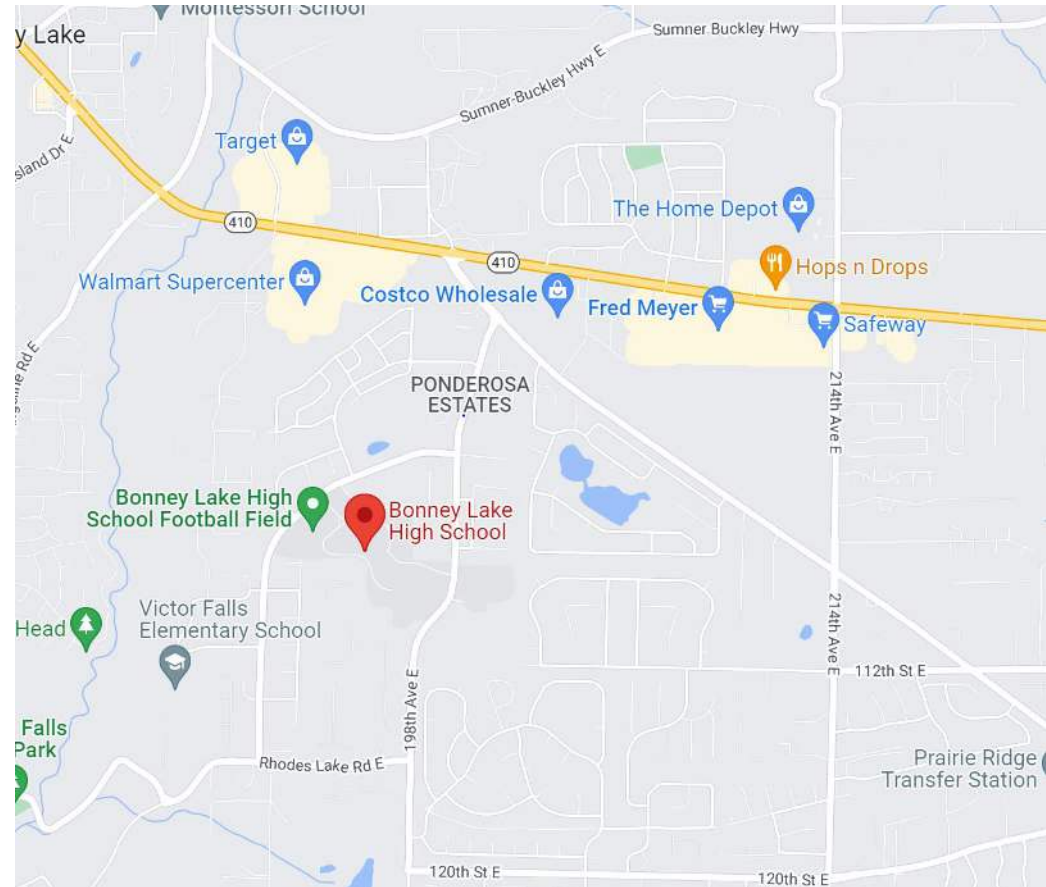 Montessori School
y Lake
Sumner Buckley Hwy
Sumner-Buckley Hwy E
Target
sland Dr E
The Home Depot
410
410
Hops n Drops
Walmart Supercenter
Costco Wholesale
Fred Meyer
Safeway
Rd E
PONDEROSA
ESTATES
214th Ave E
Bonney Lake High
School Football Field
Bonney Lake
High School
Victor Falls
Elementary School
Head
214th Ave E
112th St E
198th Ave E
Falls
Park
Rhodes Lake Rd E
Prairie Ridge
Transfer Station
120th St E
120th St E